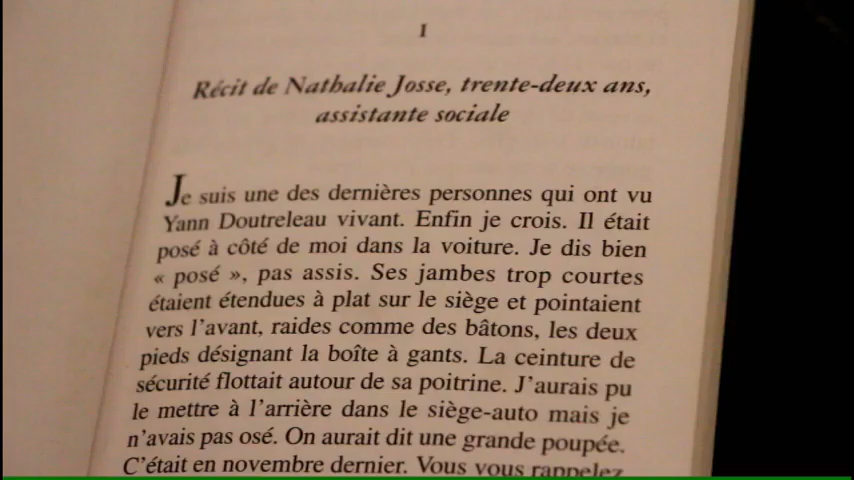 I
Récit de Nathalie Josse, trente-deux ans,
assistante sociale
Je suis une des dernières personnes qui ont vu
Yann Doutreleau vivant. Enfin je crois. Il était
posé à côté de moi dans la voiture. Je dis bien
« posé », pas assis. Ses jambes trop courtes
étaient étendues à plat sur le siège et pointaient
vers l'avant, raides comme des bâtons, les deux
pieds désignant la boîte à gants. La ceinture de
sécurité flottait autour de sa poitrine. J'aurais pu
le mettre à l'arrière dans le siège-auto mais je
n'avais pas osé. On aurait dit une grande poupée.
C'était en novembre dernier. Vous vous rappelez